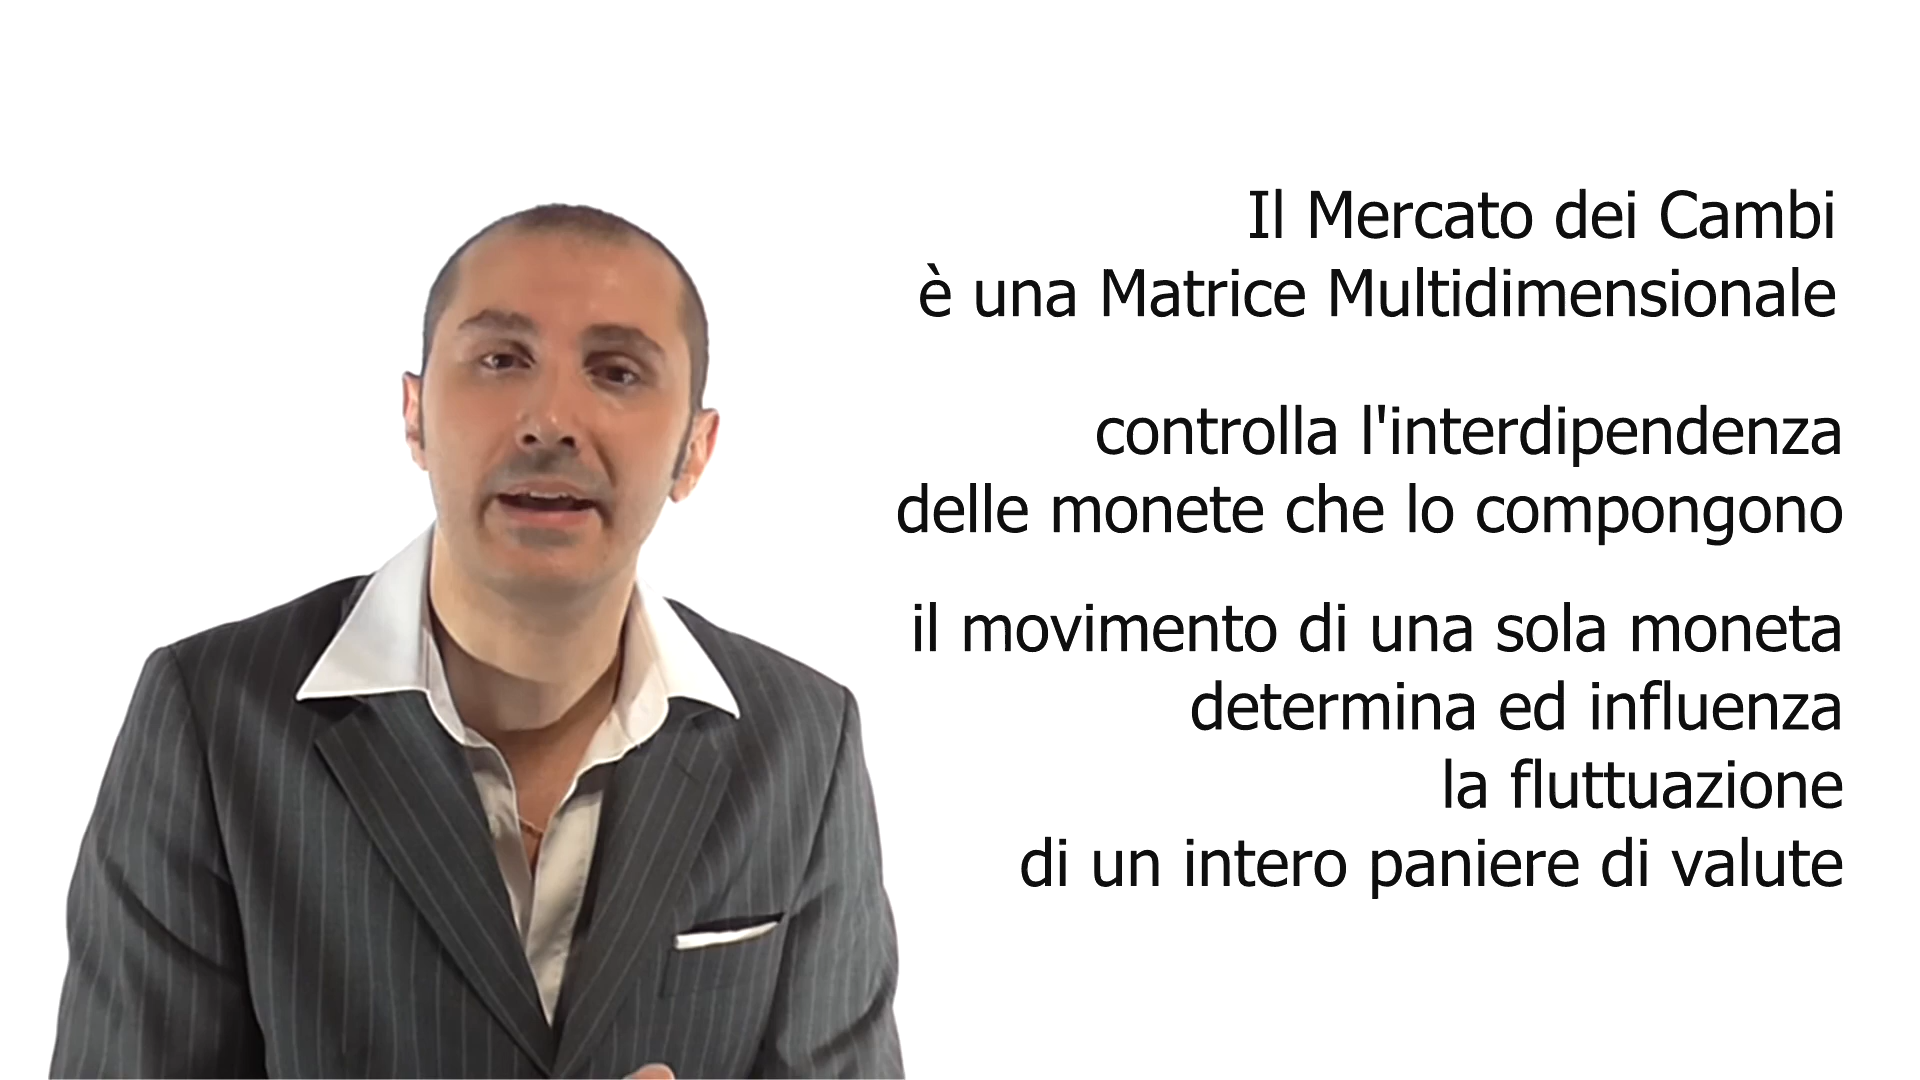 Il Mercato dei Cambi
è una Matrice Multidimensionale
controlla l'interdipendenza
delle monete che lo compongono
il movimento di una sola moneta
determina ed influenza
la fluttuazione
di un intero paniere di valute